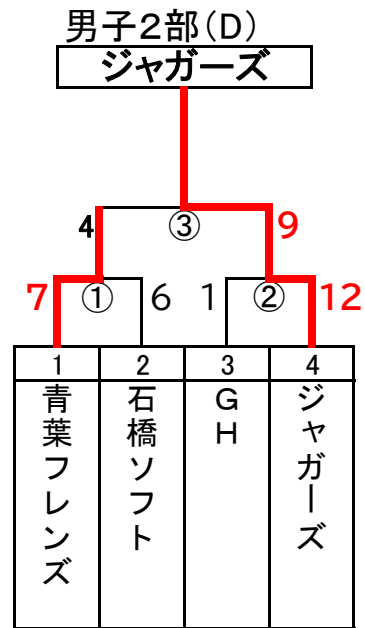 男子2部(D)
ジャガーズ
4 ③ 9
7 ① 6 1 ② 12
1 2 3 4
青葉フレンズ
石橋ソフト
GH
ジャガーズ